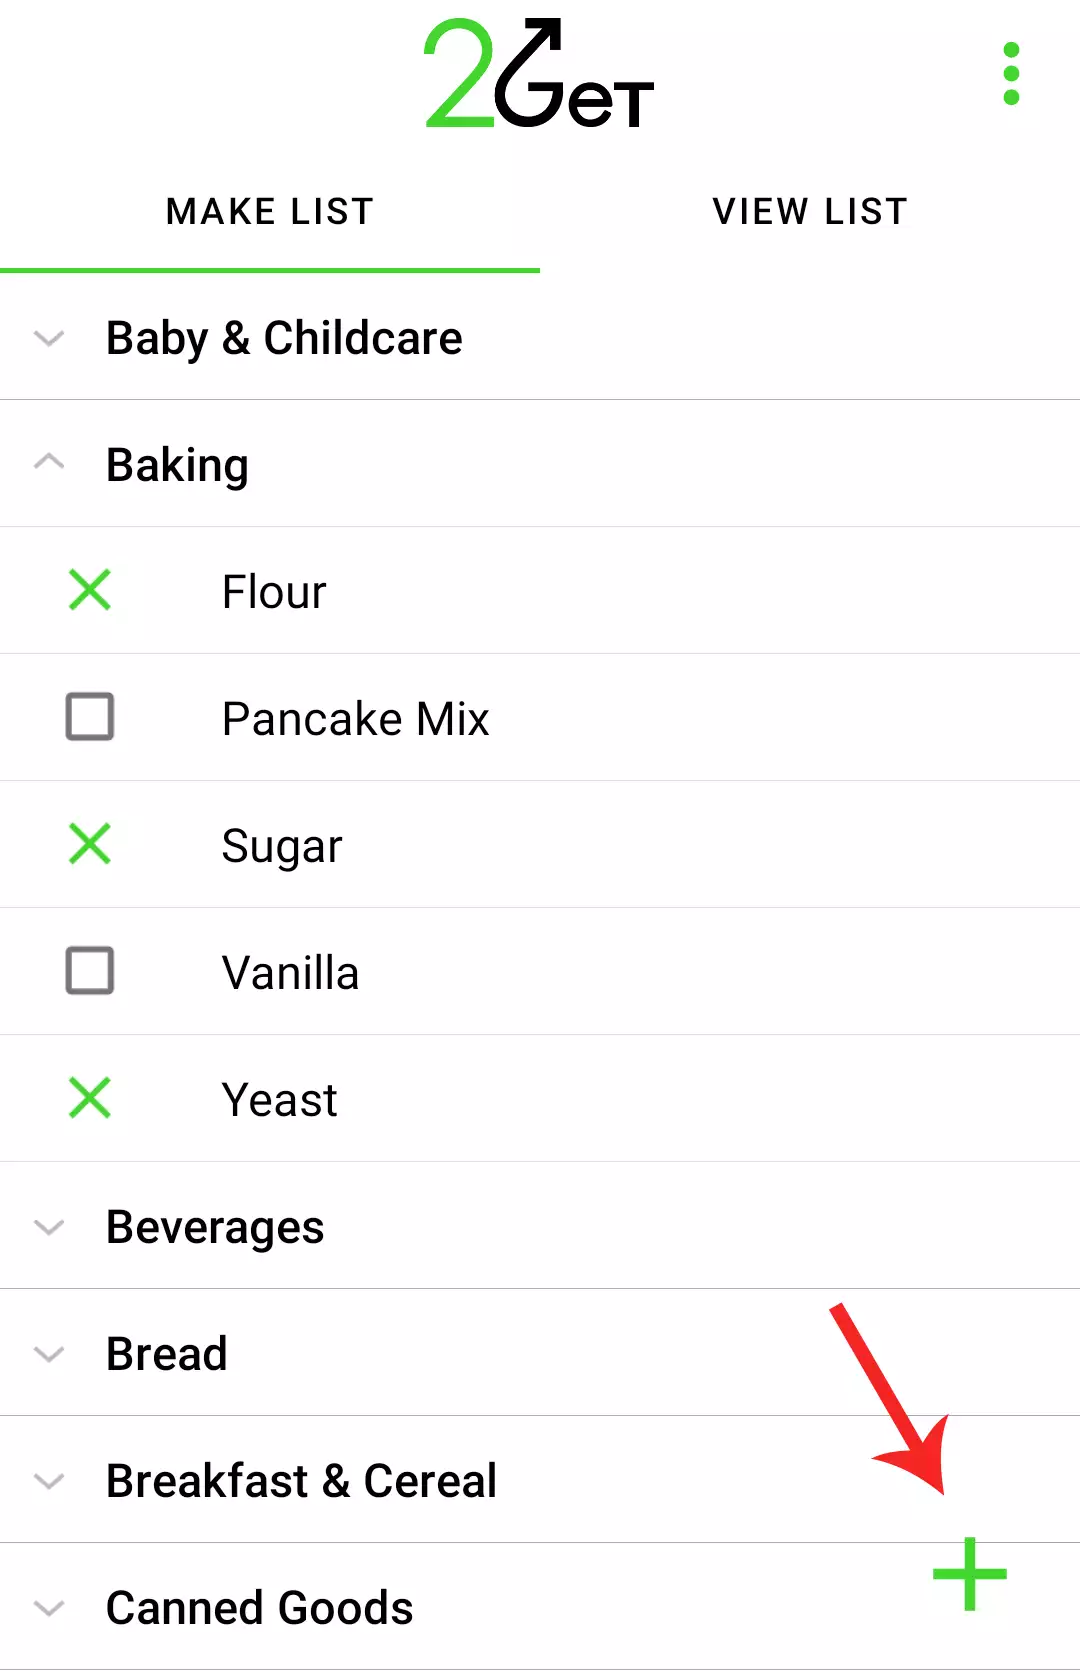 2GeT
MAKE LIST
VIEW LIST
Baby & Childcare
Baking
Flour
Pancake Mix
Sugar
Vanilla
Yeast
Beverages
Bread
Breakfast & Cereal
Canned Goods